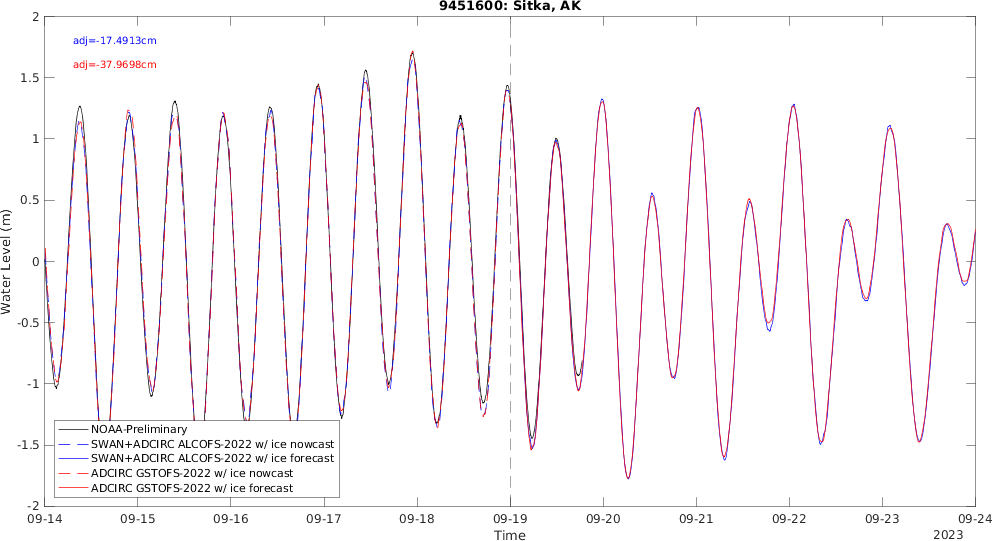 9451600: Sitka, AK
adj=-17.4913cm
adj=-37.9698cm
Water Level (m)
2
1.5
1
0.5
0
-0.5
-1
-1.5
-2
NOAA-Preliminary
SWAN+ADCIRC ALCOFS-2022 w/ ice nowcast
SWAN+ADCIRC ALCOFS-2022 w/ ice forecast
ADCIRC GSTOFS-2022 w/ ice nowcast
ADCIRC GSTOFS-2022 w/ ice forecast
09-14 09-15 09-16 09-17 09-18 09-19 09-20 09-21 09-22 09-23 09-24
Time
2023